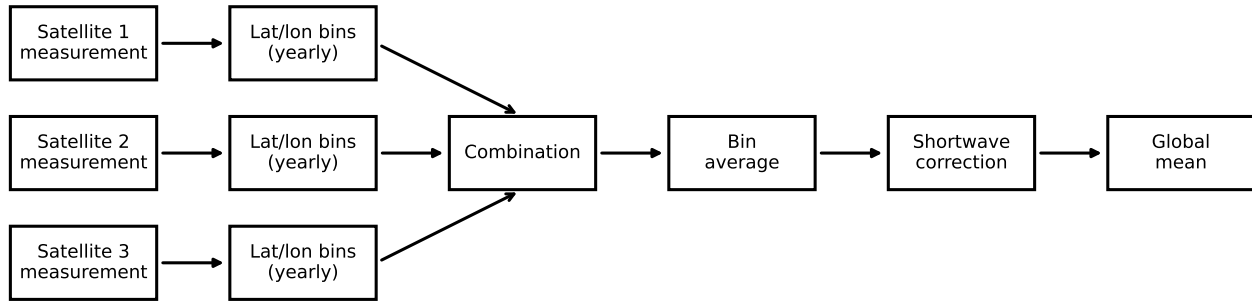 Satellite 1
measurement
Lat/lon bins
(yearly)
Satellite 2
measurement
Lat/lon bins
(yearly)
Combination
Bin
average
Shortwave
correction
Global
mean
Satellite 3
measurement
Lat/lon bins
(yearly)